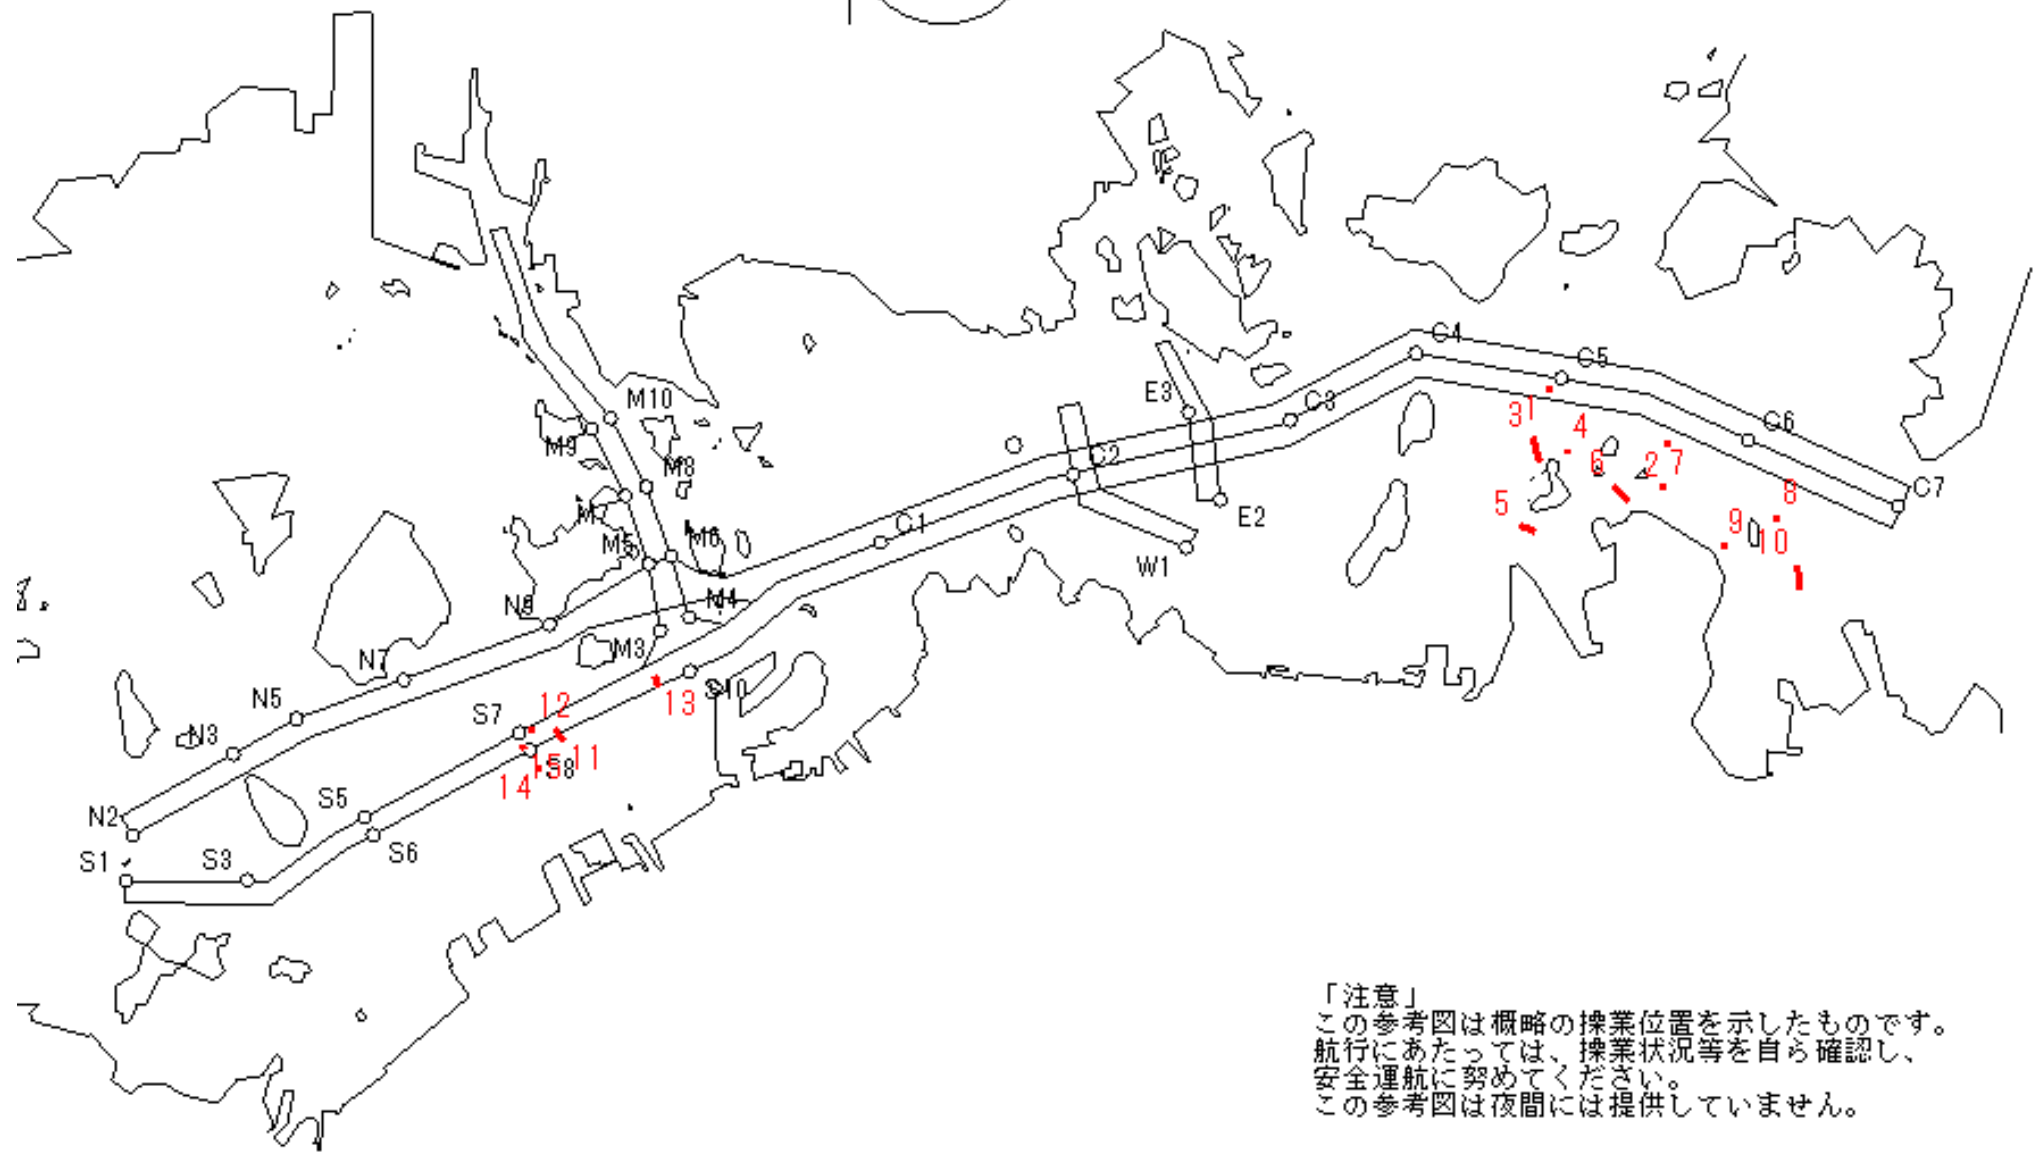 C4
C5
M10
E3
C3
3
1
4
C6
M9
C2
6
2
7
M8
C7
8
5
E2
M7
C1
9
10
M5
M6
W1
N9
M4
M3
N7
S10
13
N5
12
S7
N3
15
S8
11
14
S5
N2
S6
S1
S3
「注意」
この参考図は概略の操業位置を示したものです。
航行にあたっては、操業状況等を自ら確認し、
安全運航に努めてください。
この参考図は夜間には提供していません。